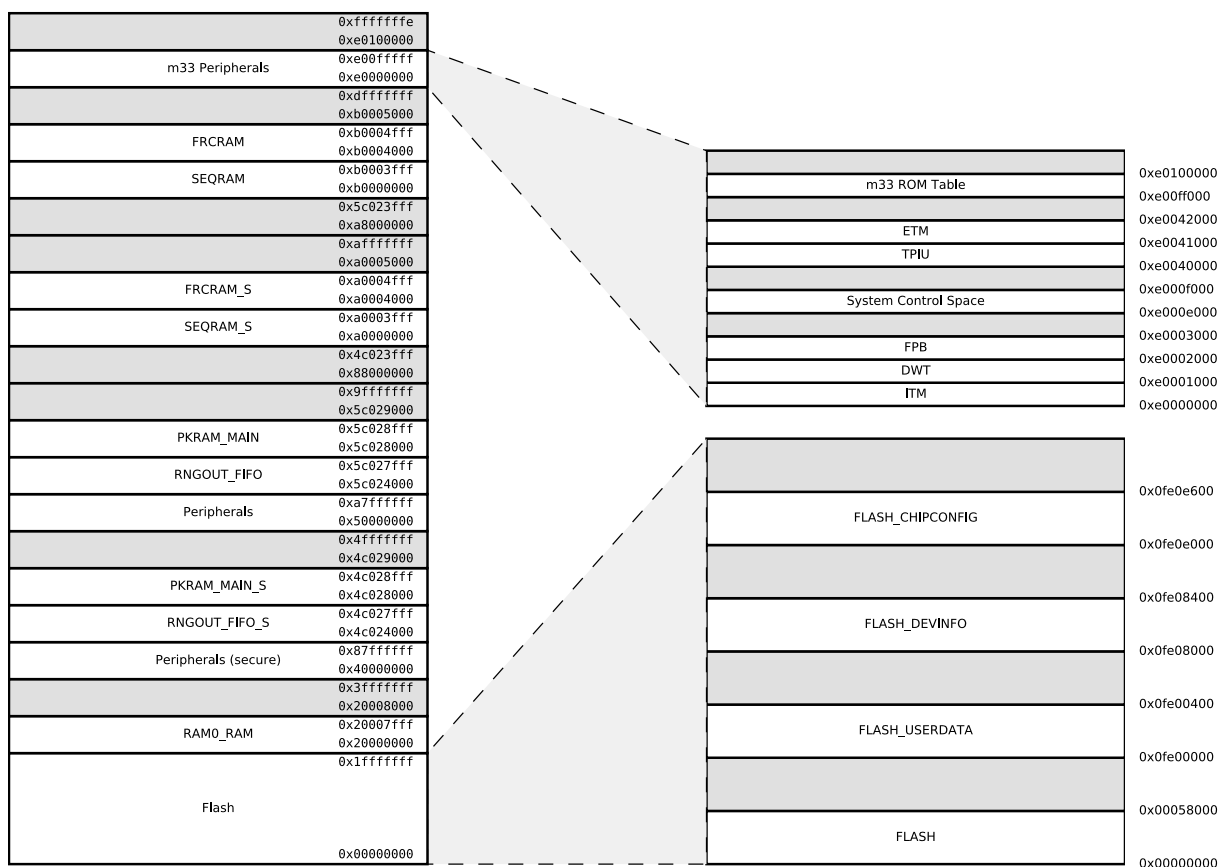 0xfffffffe
0xe0100000
m33 Peripherals
0xe00fffff
0xe0000000
0xdfffffff
0xb0005000
FRCRAM
0xb0004fff
0xb0004000
SEQRAM
0xb0003fff
0xb0000000
0x5c023fff
0xa8000000
0xafffffff
0xa0005000
FRCRAM_S
0xa0004fff
0xa0004000
SEQRAM_S
0xa0003fff
0xa0000000
0x4c023fff
0x88000000
0x9fffffff
0x5c029000
PKRAM_MAIN
0x5c028fff
0x5c028000
RNGOUT_FIFO
0x5c027fff
0x5c024000
Peripherals
0xa7ffffff
0x50000000
0x4fffffff
0x4c029000
PKRAM_MAIN_S
0x4c028fff
0x4c028000
RNGOUT_FIFO_S
0x4c027fff
0x4c024000
Peripherals (secure)
0x87ffffff
0x40000000
0x3fffffff
0x20008000
RAM0_RAM
0x20007fff
0x20000000
0x1fffffff
Flash
0x00000000
0xe0100000
m33 ROM Table
0xe00ff000
0xe0042000
ETM
0xe0041000
TPIU
0xe0040000
0xe000f000
System Control Space
0xe000e000
0xe0003000
FPB
0xe0002000
DWT
0xe0001000
ITM
0xe0000000
0x0fe0e600
FLASH_CHIPCONFIG
0x0fe0e000
0x0fe08400
FLASH_DEVINFO
0x0fe08000
0x0fe00400
FLASH_USERDATA
0x0fe00000
0x00058000
FLASH
0x00000000